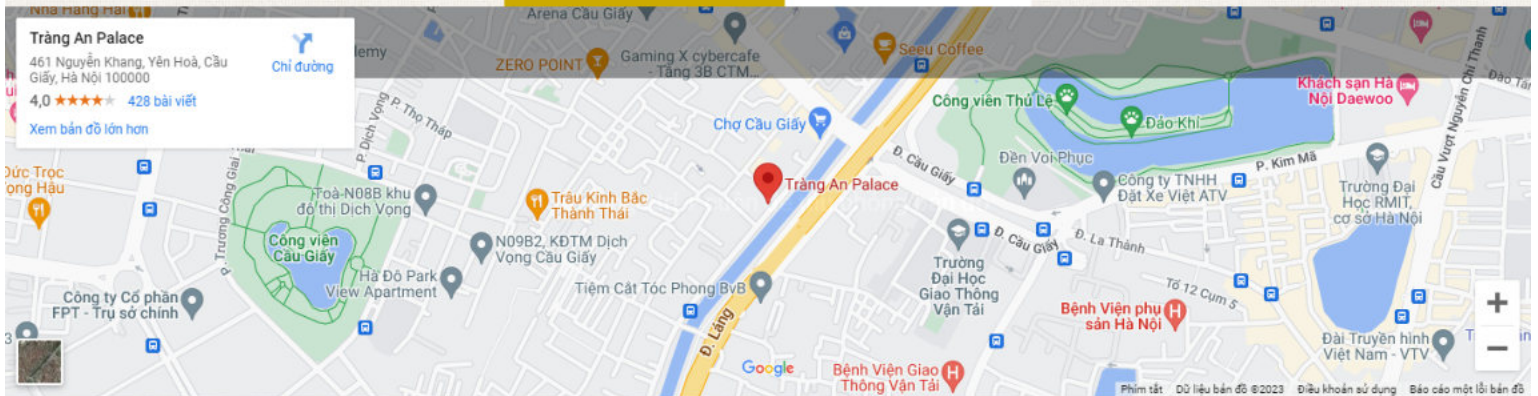 Nhà Hàng Hải
Arena Cầu Giấy
Tràng An Palace
461 Nguyễn Khang, Yên Hoà, Cầu
Giấy, Hà Nội 100000
4,0
428 bài viết
Xem bản đồ lớn hơn
Chỉ đường
ZERO POINT
Gaming X cybercafe
- Tầng 3B CTM...
Seeu Coffee
Khách sạn Hà
Nội Daewoo
Công viên Thủ Lệ
Đảo Khỉ
Cầu Vượt Nguyễn Chí Thanh
P. Dịch Vọng
P. Thọ Tháp
Chợ Cầu Giấy
Đ. Cầu Giấy
Đền Voi Phục
P. Kim Mã
Tràng An Palace
Công ty TNHH
Đặt Xe Việt ATV
Trường Đại
Học RMIT,
cơ sở Hà Nội
Toà N08B khu
đô thị Dịch Vọng
Trâu Kinh Bắc
Thành Thái
P. Trương Công Giai
Công viên
Cầu Giấy
N09B2, KĐTM Dịch
Vọng Cầu Giấy
Đ. Cầu Giấy
Đ. La Thành
Hà Đô Park
View Apartment
Tiệm Cắt Tóc Phong BvB
Trường
Đại Học
Giao Thông
Vận Tải
Tổ 12 Cụm 5
Công ty Cổ phần
FPT - Trụ sở chính
Bệnh Viện phụ
sản Hà Nội
Đ. Láng
Đài Truyền hình
Việt Nam - VTV
Google
Bệnh Viện Giao
Thông Vận Tải
Phím tắt
Dữ liệu bản đồ ©2023
Điều khoản sử dụng
Báo cáo một lỗi bản đồ